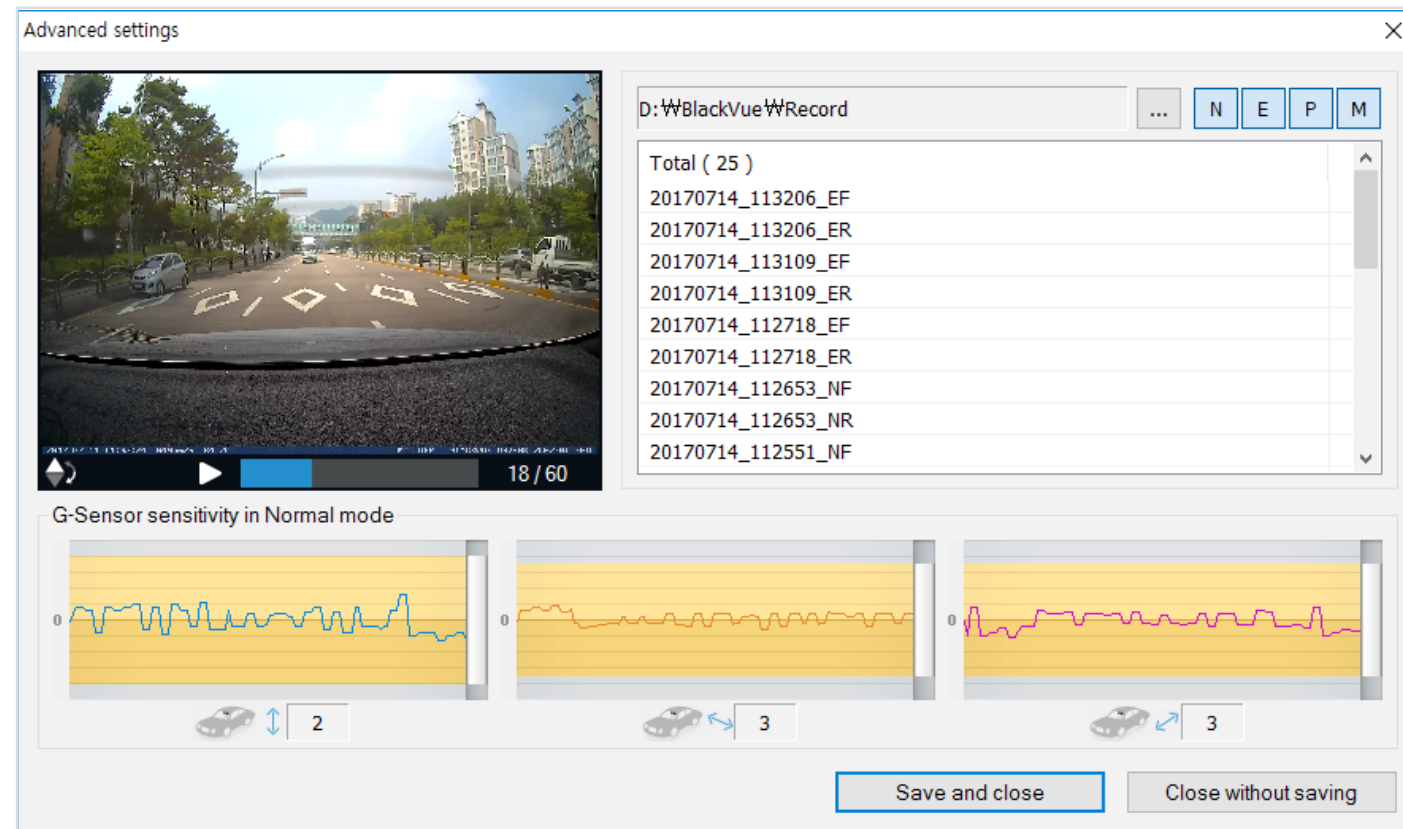 Advanced settings
D:₩BlackVue₩Record
...
N E P M
Total ( 25 )
20170714_113206_EF
20170714_113206_ER
20170714_113109_EF
20170714_113109_ER
20170714_112718_EF
20170714_112718_ER
20170714_112653_NF
20170714_112653_NR
20170714_112551_NF
18 / 60
G-Sensor sensitivity in Normal mode
0 0 0
2 3 3
Save and close Close without saving